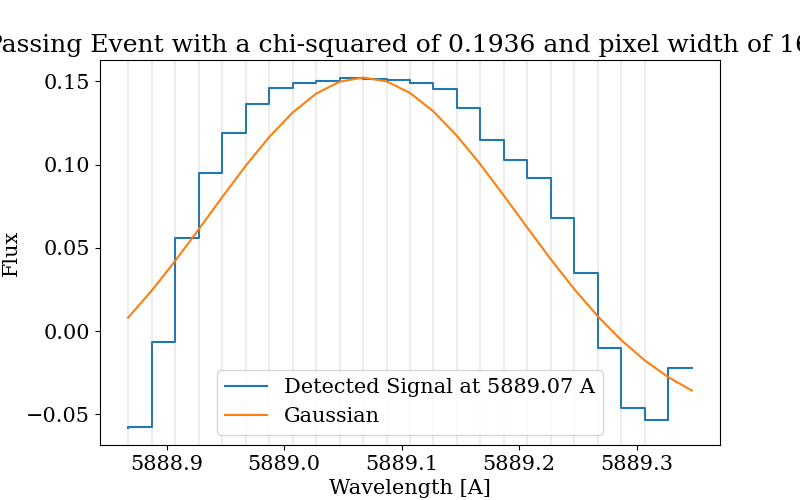 Passing Event with a chi-squared of 0.1936 and pixel width of 16
0.15
0.10
0.05
0.00
−0.05
Flux
Detected Signal at 5889.07 A
Gaussian
5888.9 5889.0 5889.1 5889.2 5889.3
Wavelength [A]